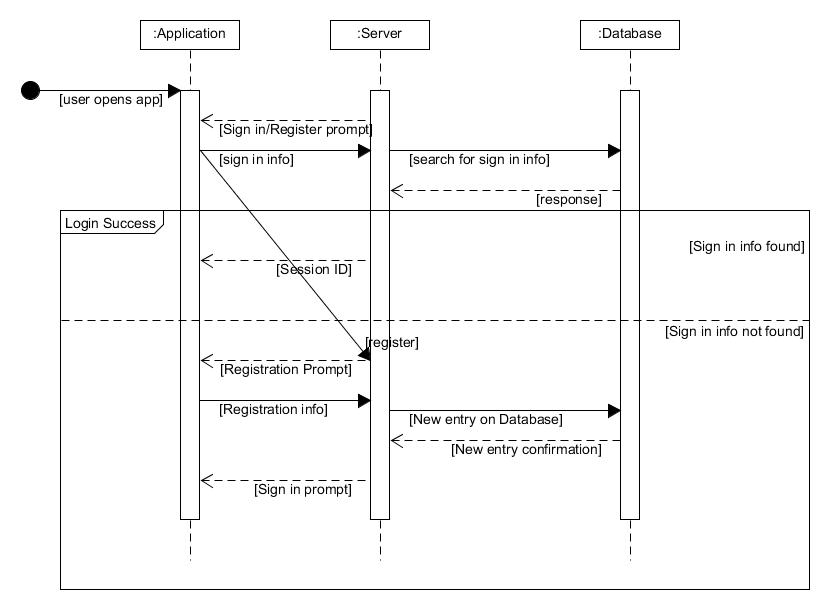 :Application
:Server
:Database
[user opens app]
[Sign in/Register prompt]
[sign in info]
[search for sign in info]
[response]
Login Success
[Sign in info found]
[Session ID]
[Sign in info not found]
[register]
[Registration Prompt]
[Registration info]
[New entry on Database]
[New entry confirmation]
[Sign in prompt]